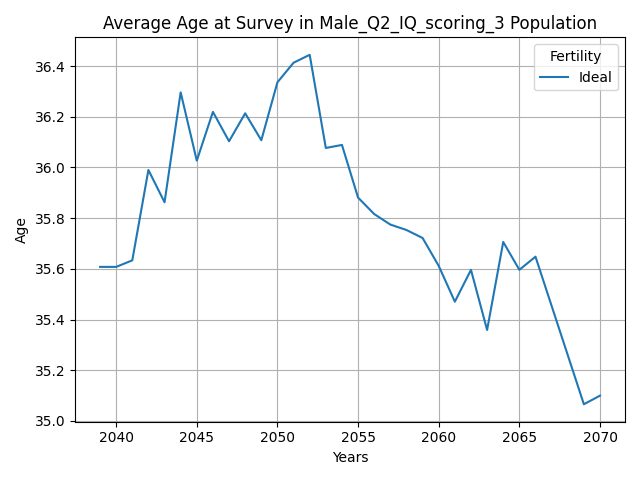 Average Age at Survey in Male_Q2_IQ_scoring_3 Population
Fertility
Ideal
36.4
36.2
36.0
35.8
35.6
35.4
35.2
35.0
Age
2040 2045 2050 2055 2060 2065 2070
Years